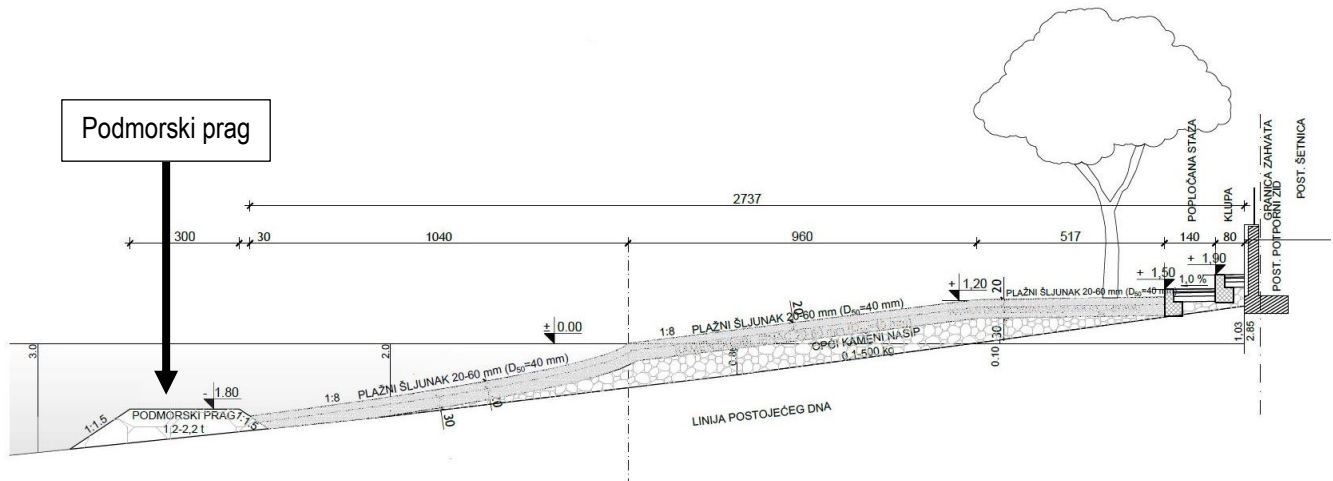 Podmorski prag
2737
300
30
1040
960
517
140
80
POPLOČANA STAZA
KLUPA
GRANICA ZAHVATA
POST. POTPORNI ZID
POST. ŠETNICA
+ 1,90
+ 1,50
1,0 %
+ 1,20
20
PLAŽNI ŠLJUNAK 20-60 mm (D50=40 mm)
20
1:8 PLAŽNI ŠLJUNAK 20-60 mm (D50=40 mm)
± 0.00
OPĆI KAMENI NASIP
0,1-500 kg
30
3.0
2.0
0.10
1,03
2.85
1:8 PLAŽNI ŠLJUNAK 20-60 mm (D50=40 mm)
30
- 1.80
1:1.5
PODMORSKI PRAG
1,2-2,2 t
1:1.5
LINIJA POSTOJEĆEG DNA